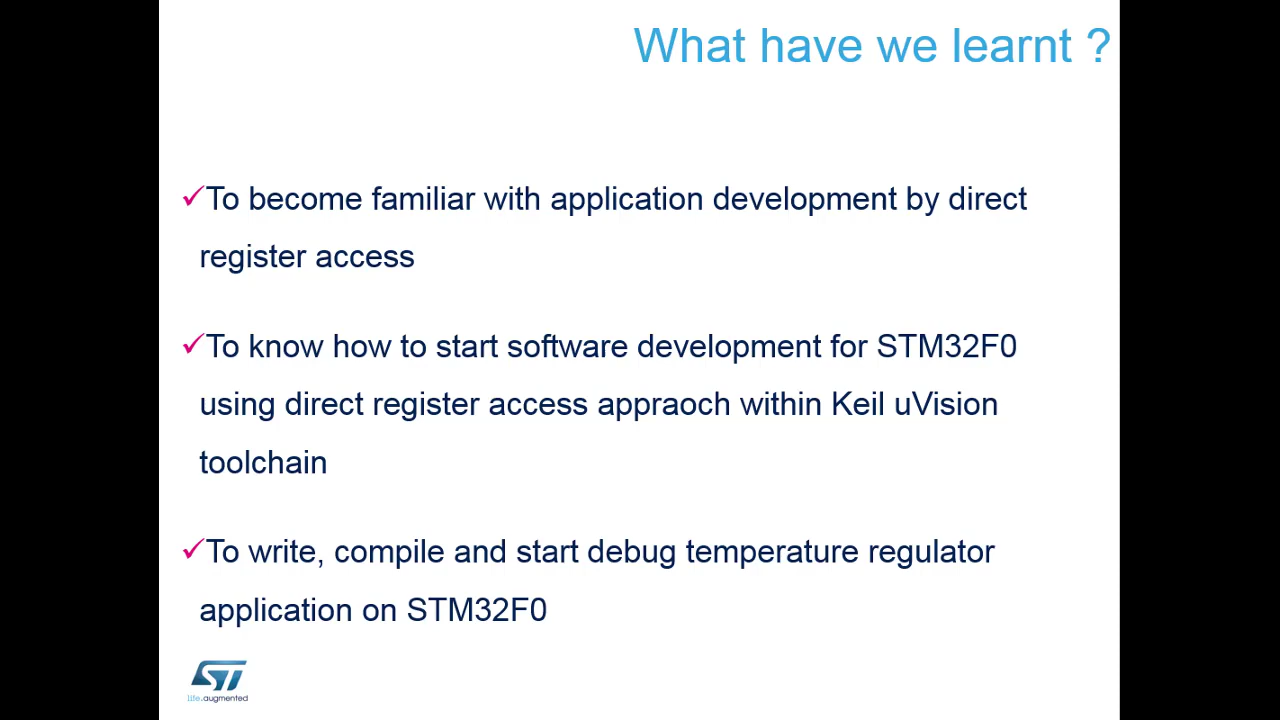 What have we learnt ?
✓To become familiar with application development by direct
register access
✓To know how to start software development for STM32F0
using direct register access appraoch within Keil uVision
toolchain
✓To write, compile and start debug temperature regulator
application on STM32F0
ST
life.augmented